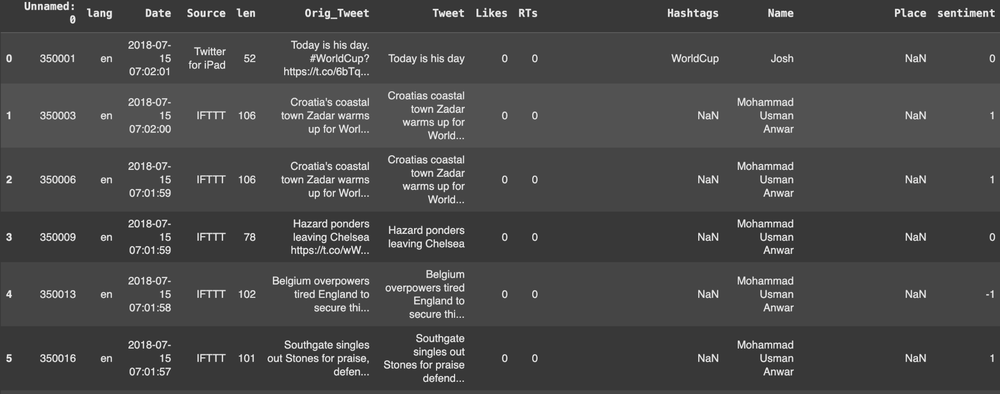 Unnamed: 0 lang Date Source len Orig_Tweet Tweet Likes RTs Hashtags Name Place sentiment
0 350001 en 2018-07-15 07:02:01 Twitter for iPad 52 Today is his day. #WorldCup? https://t.co/6bTq... Today is his day 0 0 WorldCup Josh NaN 0
1 350003 en 2018-07-15 07:02:00 IFTTT 106 Croatia's coastal town Zadar warms up for Worl... Croatias coastal town Zadar warms up for World... 0 0 NaN Mohammad Usman Anwar NaN 1
2 350006 en 2018-07-15 07:01:59 IFTTT 106 Croatia's coastal town Zadar warms up for Worl... Croatias coastal town Zadar warms up for World... 0 0 NaN Mohammad Usman Anwar NaN 1
3 350009 en 2018-07-15 07:01:59 IFTTT 78 Hazard ponders leaving Chelsea https://t.co/wW... Hazard ponders leaving Chelsea 0 0 NaN Mohammad Usman Anwar NaN 0
4 350013 en 2018-07-15 07:01:58 IFTTT 102 Belgium overpowers tired England to secure thi... Belgium overpowers tired England to secure thi... 0 0 NaN Mohammad Usman Anwar NaN -1
5 350016 en 2018-07-15 07:01:57 IFTTT 101 Southgate singles out Stones for praise, defen... Southgate singles out Stones for praise defend... 0 0 NaN Mohammad Usman Anwar NaN 1